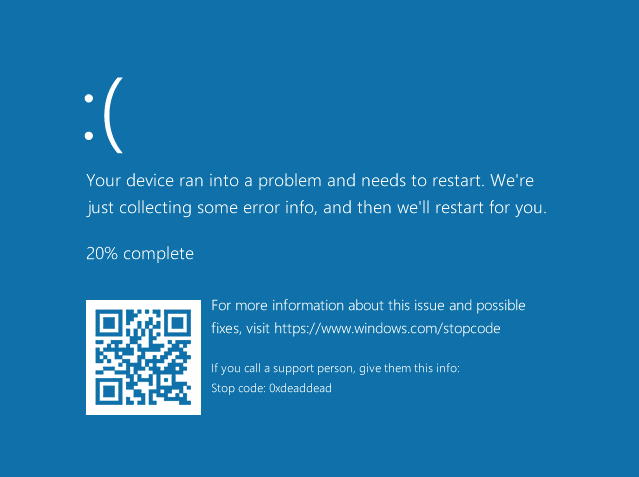 :(
Your device ran into a problem and needs to restart. We're
just collecting some error info, and then we'll restart for you.
20% complete
For more information about this issue and possible
fixes, visit https://www.windows.com/stopcode
If you call a support person, give them this info:
Stop code: 0xdeaddead